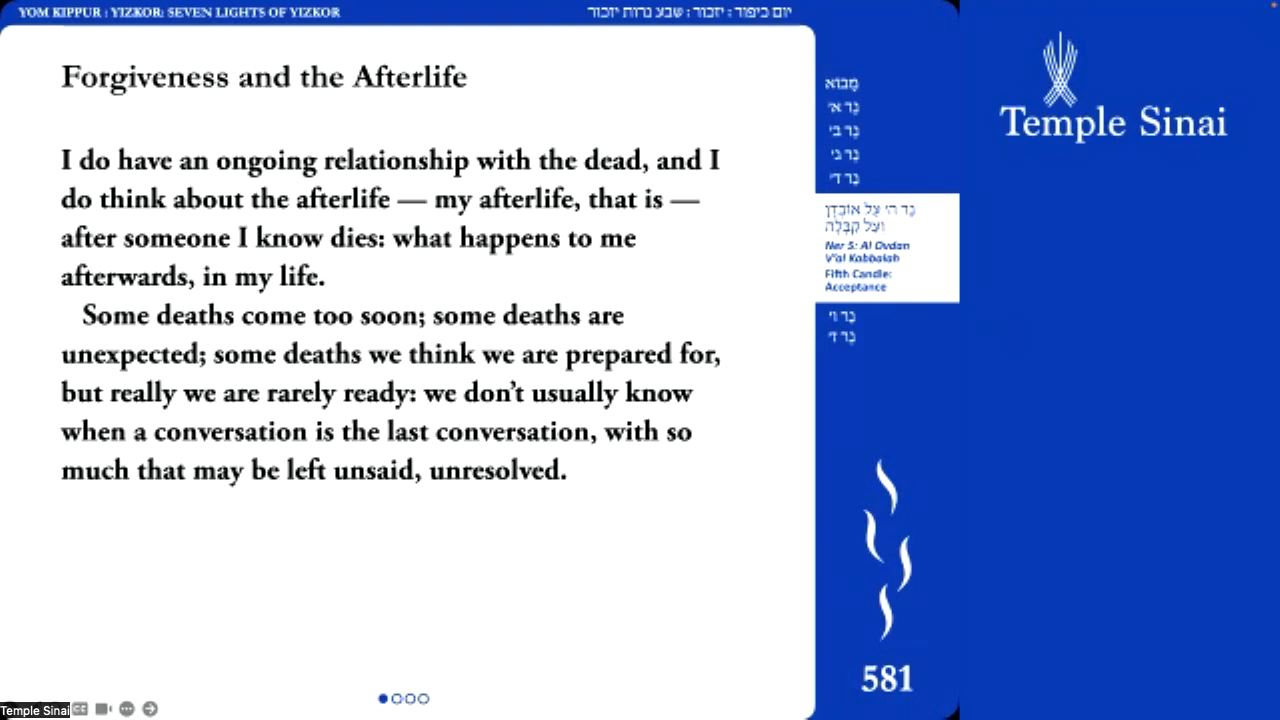 YOM KIPPUR : YIZKOR: SEVEN LIGHTS OF YIZKOR
יום כיפור : יזכור : שבע נרות יזכור
Temple Sinai
Forgiveness and the Afterlife
I do have an ongoing relationship with the dead, and I
do think about the afterlife — my afterlife, that is —
after someone I know dies: what happens to me
afterwards, in my life.
Some deaths come too soon; some deaths are
unexpected; some deaths we think we are prepared for,
but really we are rarely ready: we don’t usually know
when a conversation is the last conversation, with so
much that may be left unsaid, unresolved.
מָבוֹא
נֵר א׳
נֵר ב׳
נֵר ג׳
נֵר ד׳
נֵר ה׳ עַל אוֹבְדָן
וְעַל קַבָּלָה
Ner 5: Al Ovdan
V'al Kabbalah
Fifth Candle:
Acceptance
נֵר ו׳
נֵר ז׳
581
Temple Sinai
CC